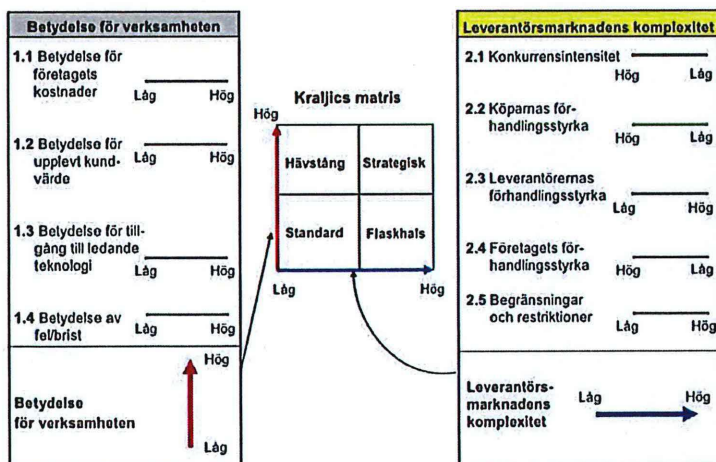 Betydelse för verksamheten
1.1 Betydelse för
företagets
kostnader
Låg
Hög
1.2 Betydelse för
upplevt kund-
värde
Låg
Hög
1.3 Betydelse för till-
gång till ledande
teknologi
Låg
Hög
1.4 Betydelse av
fel/brist
Låg
Hög
Betydelse
för verksamheten
Hög
Låg
Kraljics matris
Hög
Hävstång
Strategisk
Standard
Flaskhals
Låg
Hög
Leverantörsmarknadens komplexitet
2.1 Konkurrensintensitet
Hög
Låg
2.2 Köparnas för-
handlingsstyrka
Hög
Låg
2.3 Leverantörernas
förhandlingsstyrka
Låg
Hög
2.4 Företagets för-
handlingsstyrka
Hög
Låg
2.5 Begränsningar
och restriktioner
Låg
Hög
Leverantörs-
marknadens
komplexitet
Låg
Hög